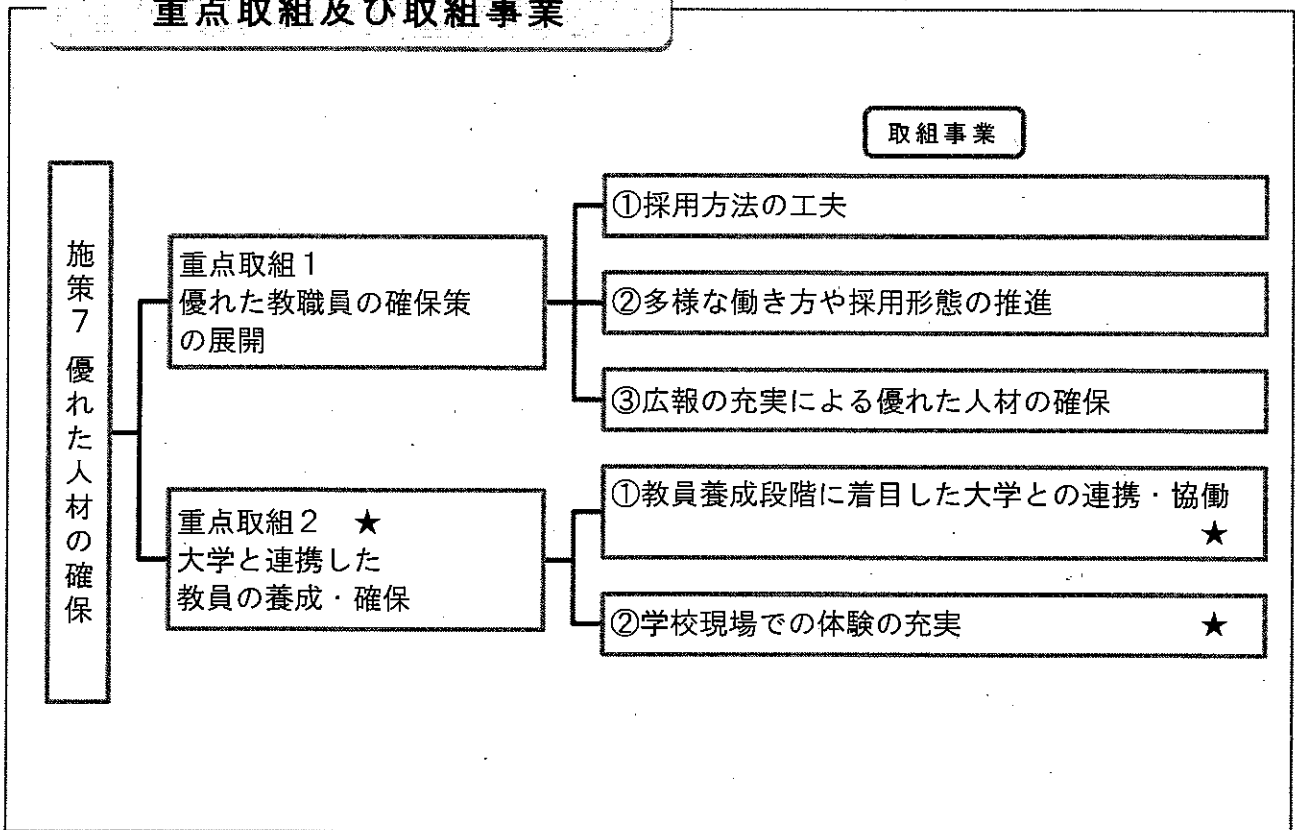 重点取組及び取組事業
取組事業
施策7 優れた人材の確保
重点取組1
優れた教職員の確保策
の展開
①採用方法の工夫
②多様な働き方や採用形態の推進
③広報の充実による優れた人材の確保
重点取組2 ★
大学と連携した
教員の養成・確保
①教員養成段階に着目した大学との連携・協働
★
②学校現場での体験の充実 ★